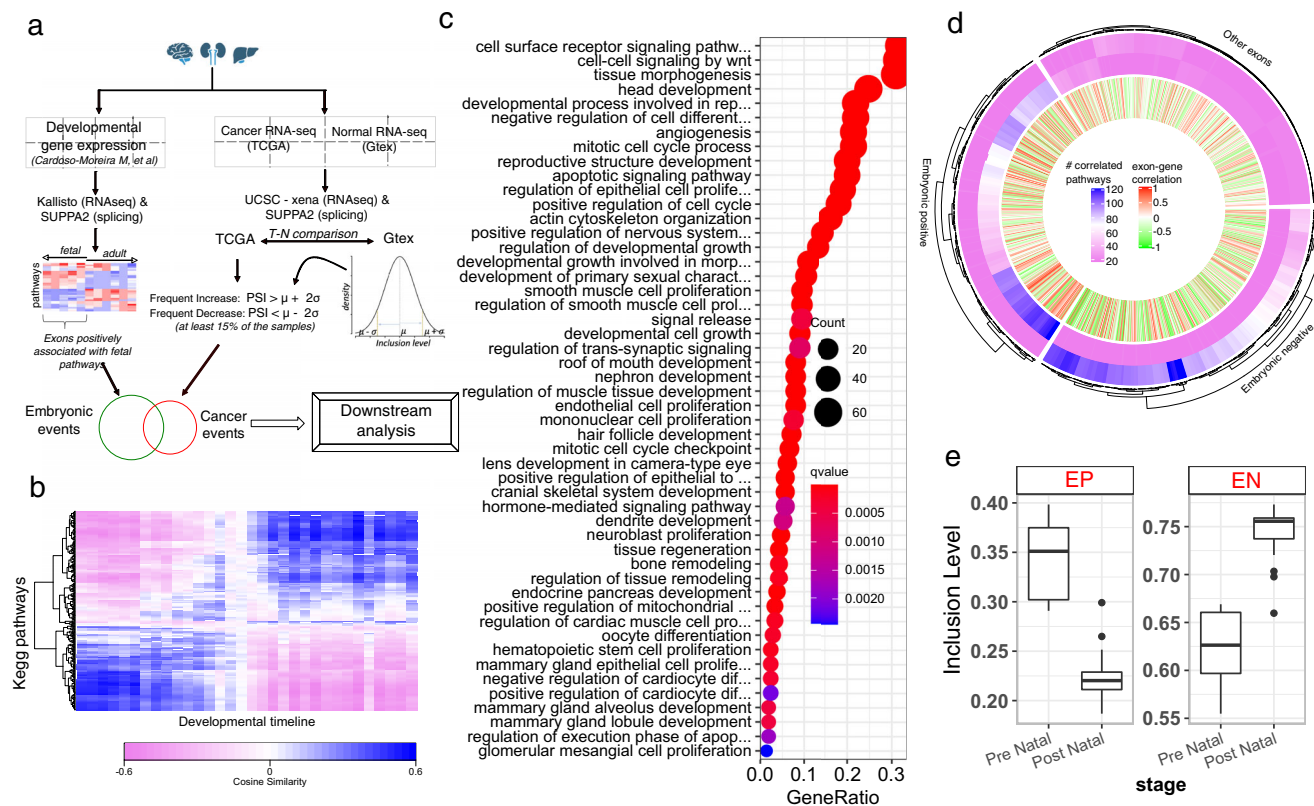 a
Developmental
gene expression
(Cardoso-Moreira M, et al)
Cancer RNA-seq
(TCGA)
Normal RNA-seq
(Gtex)
Kallisto (RNAseq) &
SUPPA2 (splicing)
UCSC - xena (RNAseq) &
SUPPA2 (splicing)
TCGA
T-N comparison
Gtex
fetal
adult
pathways
Frequent Increase: PSI > μ + 2σ
Frequent Decrease: PSI < μ - 2σ
(at least 15% of the samples)
density
μ - σ
μ
μ + σ
Inclusion level
Exons positively
associated with fetal
pathways
Embryonic
events
Cancer
events
Downstream
analysis
b
Kegg pathways
Developmental timeline
-0.6
0
0.6
Cosine Similarity
c
cell surface receptor signaling pathw...
cell-cell signaling by wnt
tissue morphogenesis
head development
developmental process involved in rep...
negative regulation of cell different...
angiogenesis
mitotic cell cycle process
reproductive structure development
apoptotic signaling pathway
regulation of epithelial cell prolife...
positive regulation of cell cycle
actin cytoskeleton organization
positive regulation of nervous system...
regulation of developmental growth
developmental growth involved in morp...
development of primary sexual charact...
smooth muscle cell proliferation
regulation of smooth muscle cell prol...
signal release
developmental growth
regulation of trans-synaptic signaling
roof of mouth development
nephron development
regulation of muscle tissue development
endothelial cell proliferation
mononuclear cell proliferation
hair follicle development
mitotic cell cycle checkpoint
lens development in camera-type eye
positive regulation of epithelial to ...
cranial skeletal system development
hormone-mediated signaling pathway
dendrite development
neuroblast proliferation
tissue regeneration
bone remodeling
regulation of tissue remodeling
endocrine pancreas development
positive regulation of mitochondrial ...
regulation of cardiac muscle cell pro...
oocyte differentiation
hematopoietic stem cell proliferation
mammary gland epithelial cell prolife...
negative regulation of cardiocyte dif...
positive regulation of cardiocyte dif...
mammary gland alveolus development
mammary gland lobule development
regulation of execution phase of apop...
glomerular mesangial cell proliferation
Count
20
40
60
qvalue
0.0005
0.0010
0.0015
0.0020
0.0
0.1
0.2
0.3
GeneRatio
d
Other exons
Embryonic positive
Embryonic negative
# correlated
pathways
120
100
80
60
40
20
exon-gene
correlation
1
0.5
0
-0.5
-1
e
EP
EN
Inclusion Level
0.40
0.35
0.30
0.25
0.20
0.75
0.70
0.65
0.60
0.55
Pre Natal
Post Natal
Pre Natal
Post Natal
stage